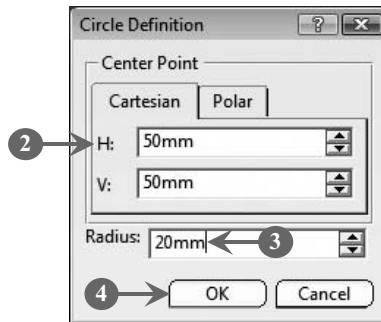 Circle Definition ?
Center Point
Cartesian Polar
2 H: 50mm
V: 50mm
Radius: 20mm 3
4 OK Cancel